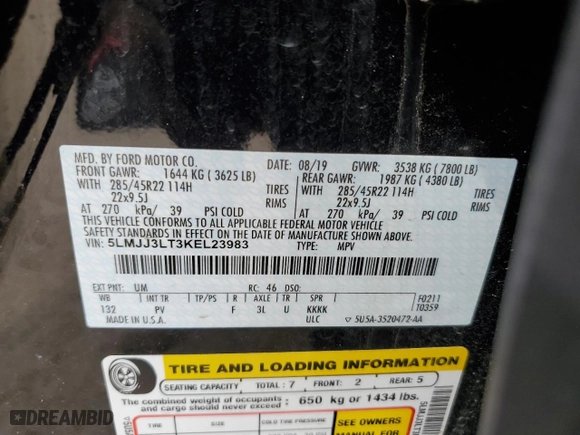 MFD. BY FORD MOTOR CO.
08/19 GVWR: 3538 KG ( 7800 LB)
FRONT GAWR: 1644 KG ( 3625 LB)
REAR GAWR: 1987 KG ( 4380 LB)
WITH 285/45R22 114H TIRES
WITH 285/45R22 114H TIRES
22x9.5J RIMS
22x9.5J RIMS
AT 270 kPa/ 39 PSI COLD
AT 270 kPa/ 39 PSI COLD
THIS VEHICLE CONFORMS TO ALL APPLICABLE FEDERAL MOTOR VEHICLE
SAFETY STANDARDS IN EFFECT ON THE DATE OF MANUFACTURE SHOWN ABOVE.
VIN: 5LMJJ3LT3KEL23983 TYPE: MPV
EXT PNT: UM RC: 46 DSO: F0211
WB INT TR TP/PS R AXLE TR SPR T0359
132 PV F 3L U KKKK
MADE IN U.S.A. ULC 5U5A-3520472-AA
TIRE AND LOADING INFORMATION
SEATING CAPACITY TOTAL: 7 FRONT: 2 REAR: 5
The combined weight of occupants
and cargo should never exceed : 650 kg or 1434 lbs.
SEE OWNERS
MANUAL FOR
bidhistory